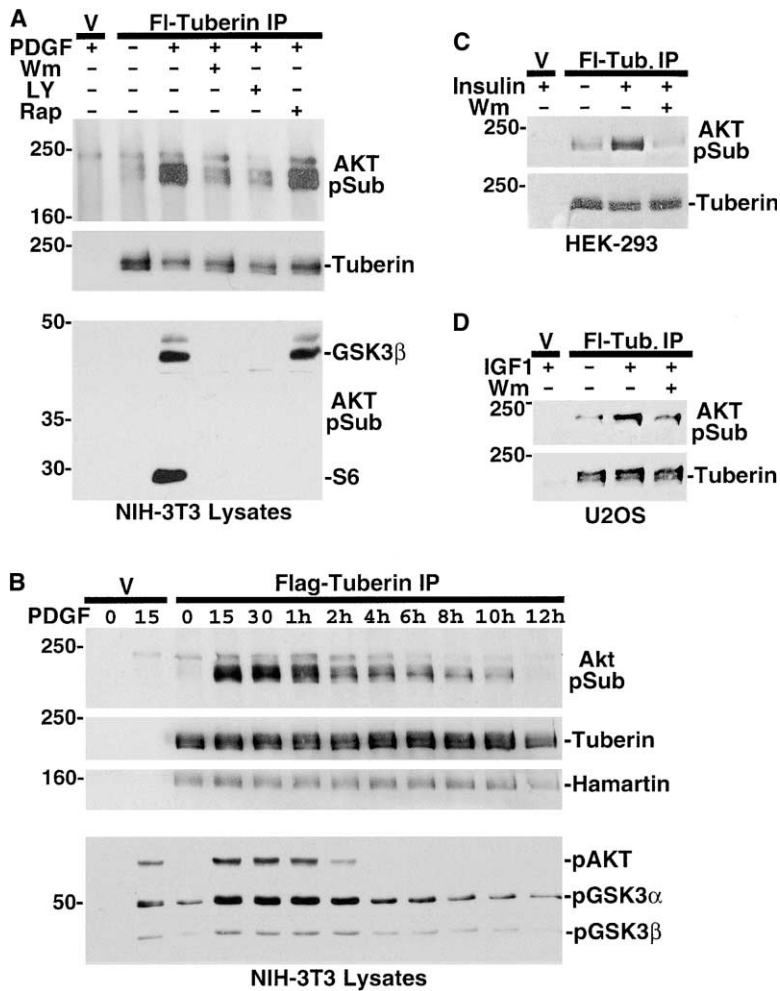 A
V Fl-Tuberin IP
PDGF + - + + + +
Wm - - - + - -
LY - - - - + -
Rap - - - - - +
250-
AKT
pSub
160-
250-
-Tuberin
50-
-GSK3β
35-
AKT
pSub
30-
-S6
NIH-3T3 Lysates
C
V Fl-Tub. IP
Insulin + - + +
Wm - - - +
250-
AKT
pSub
250-
-Tuberin
HEK-293
D
V Fl-Tub. IP
IGF1 + - + +
Wm - - - +
250-
AKT
pSub
250-
-Tuberin
U2OS
B
V Flag-Tuberin IP
PDGF 0 15 0 15 30 1h 2h 4h 6h 8h 10h 12h
250-
Akt
pSub
250-
-Tuberin
160-
-Hamartin
-pAKT
50-
-pGSK3α
-pGSK3β
NIH-3T3 Lysates